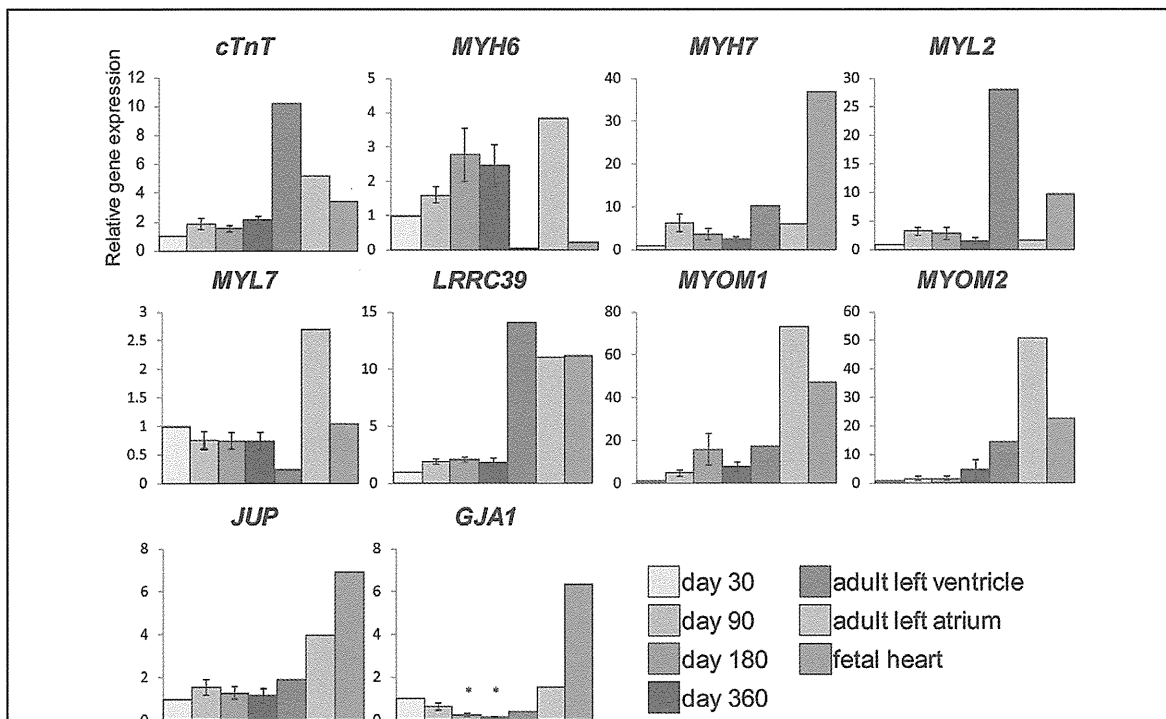 cTnT MYH6 MYH7 MYL2
Relative gene expression
12 5 40 30
10 4 30 25
8 3 20 20
6 2 10 15
4 1 0 10
2 0 5
0 0
MYL7 LRRC39 MYOM1 MYOM2
3 15 80 60
2.5 10 60 50
2 5 40 40
1.5 0 20 30
1 0 20
0.5 10
0 0
JUP GJA1
8 8
6 6
4 4
2 2
0 0
* *
day 30 adult left ventricle
day 90 adult left atrium
day 180 fetal heart
day 360